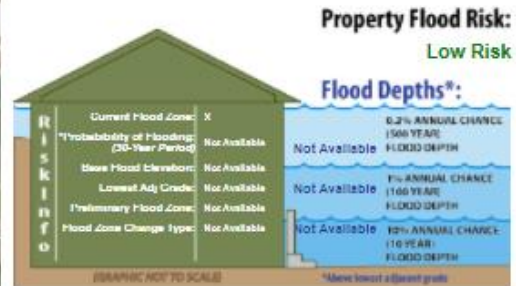 Property Flood Risk:
Low Risk
Flood Depths*:
Risk Info
Current Flood Zone: X
*Probability of Flooding: Not Available
(30-Year Period)
Base Flood Elevation: Not Available
Lowest Adj Grade: Not Available
Preliminary Flood Zone: Not Available
Flood Zone Change Type: Not Available
Not Available 0.2% ANNUAL CHANCE
(500 YEAR)
FLOOD DEPTH
Not Available 1% ANNUAL CHANCE
(100 YEAR)
FLOOD DEPTH
Not Available 10% ANNUAL CHANCE
(10 YEAR)
FLOOD DEPTH
(GRAPHIC NOT TO SCALE)
*Above lowest adjacent grade